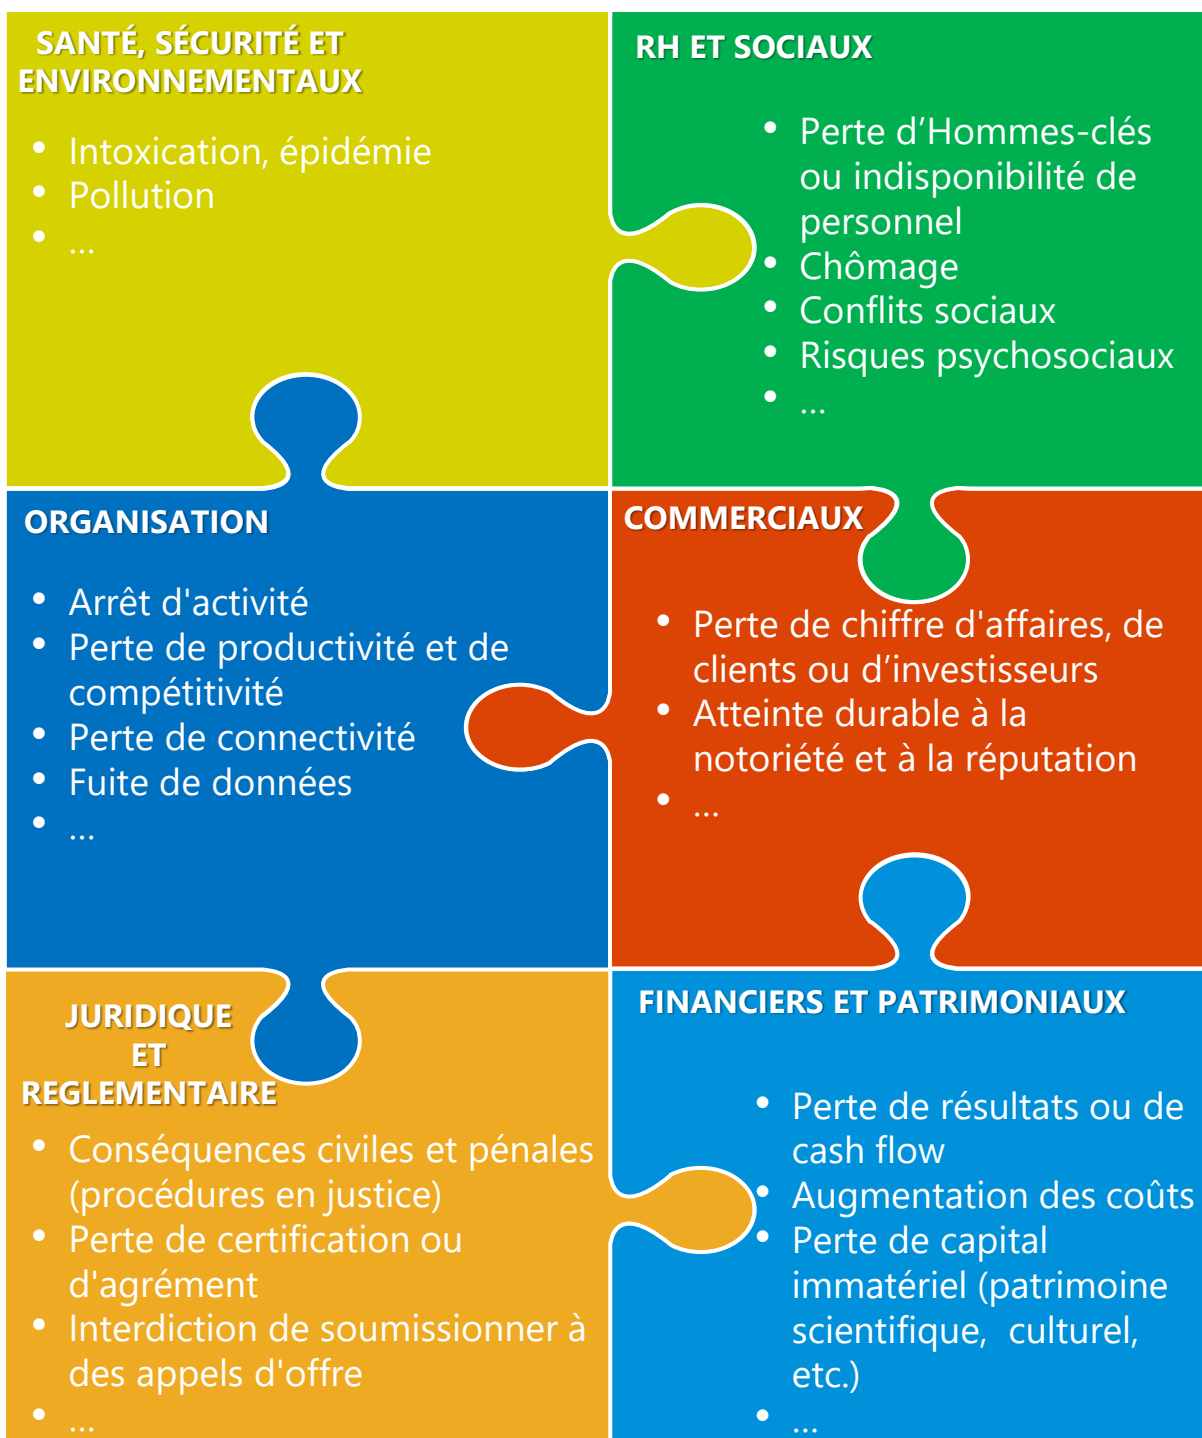 SANTÉ, SÉCURITÉ ET
ENVIRONNEMENTAUX
• Intoxication, épidémie
• Pollution
• ...
RH ET SOCIAUX
• Perte d’Hommes-clés
ou indisponibilité de
personnel
• Chômage
• Conflits sociaux
• Risques psychosociaux
• ...
ORGANISATION
• Arrêt d'activité
• Perte de productivité et de
compétitivité
• Perte de connectivité
• Fuite de données
• ...
COMMERCIAUX
• Perte de chiffre d'affaires, de
clients ou d’investisseurs
• Atteinte durable à la
notoriété et à la réputation
• ...
JURIDIQUE
ET
REGLEMENTAIRE
• Conséquences civiles et pénales
(procédures en justice)
• Perte de certification ou
d'agrément
• Interdiction de soumissionner à
des appels d'offre
• ...
FINANCIERS ET PATRIMONIAUX
• Perte de résultats ou de
cash flow
• Augmentation des coûts
• Perte de capital
immatériel (patrimoine
scientifique, culturel,
etc.)
• ...